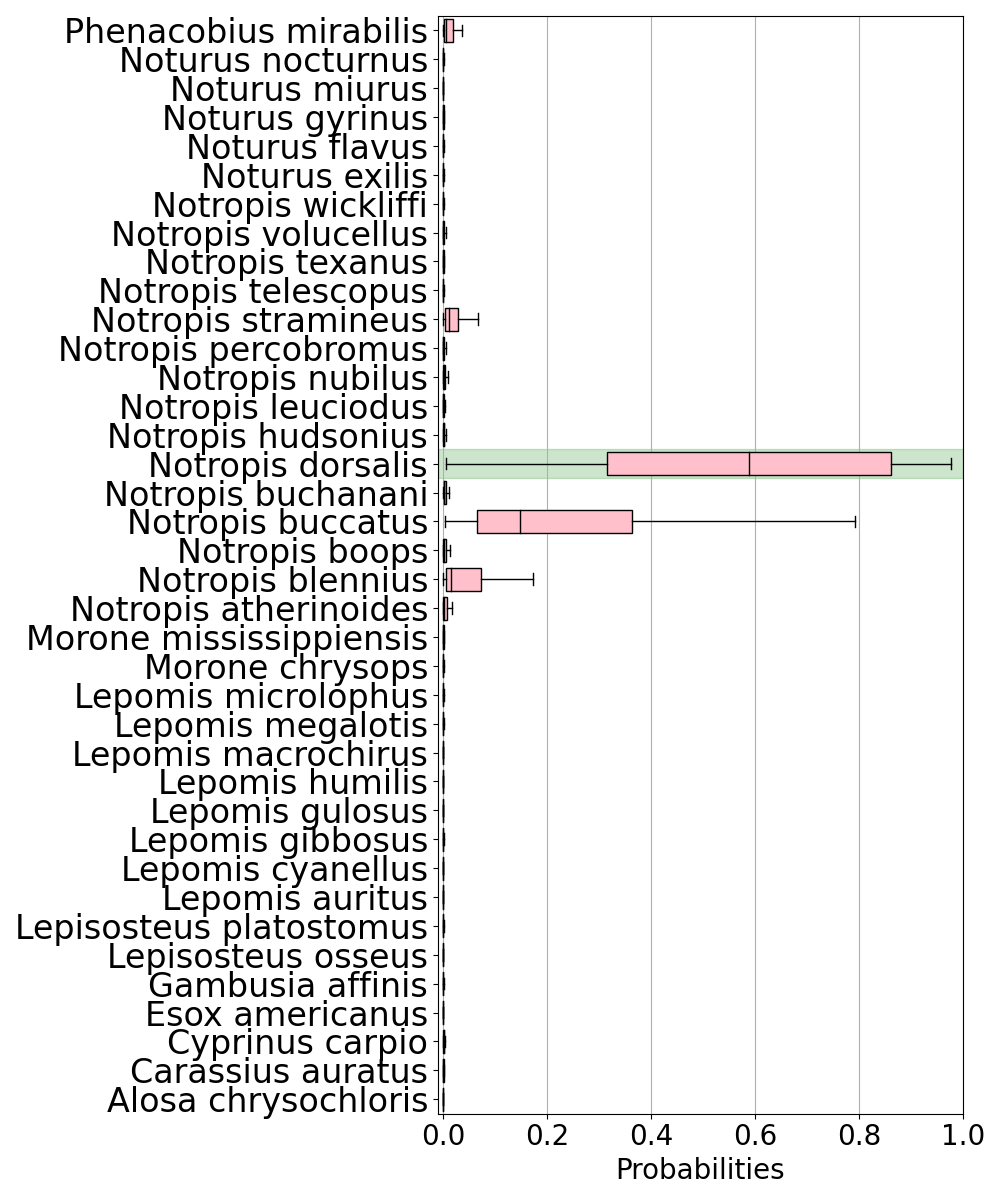 Phenacobius mirabilis
Noturus nocturnus
Noturus miurus
Noturus gyrinus
Noturus flavus
Noturus exilis
Notropis wickliffi
Notropis volucellus
Notropis texanus
Notropis telescopus
Notropis stramineus
Notropis percobromus
Notropis nubilus
Notropis leuciodus
Notropis hudsonius
Notropis dorsalis
Notropis buchanani
Notropis buccatus
Notropis boops
Notropis blennius
Notropis atherinoides
Morone mississippiensis
Morone chrysops
Lepomis microlophus
Lepomis megalotis
Lepomis macrochirus
Lepomis humilis
Lepomis gulosus
Lepomis gibbosus
Lepomis cyanellus
Lepomis auritus
Lepisosteus platostomus
Lepisosteus osseus
Gambusia affinis
Esox americanus
Cyprinus carpio
Carassius auratus
Alosa chrysochloris
0.0 0.2 0.4 0.6 0.8 1.0
Probabilities